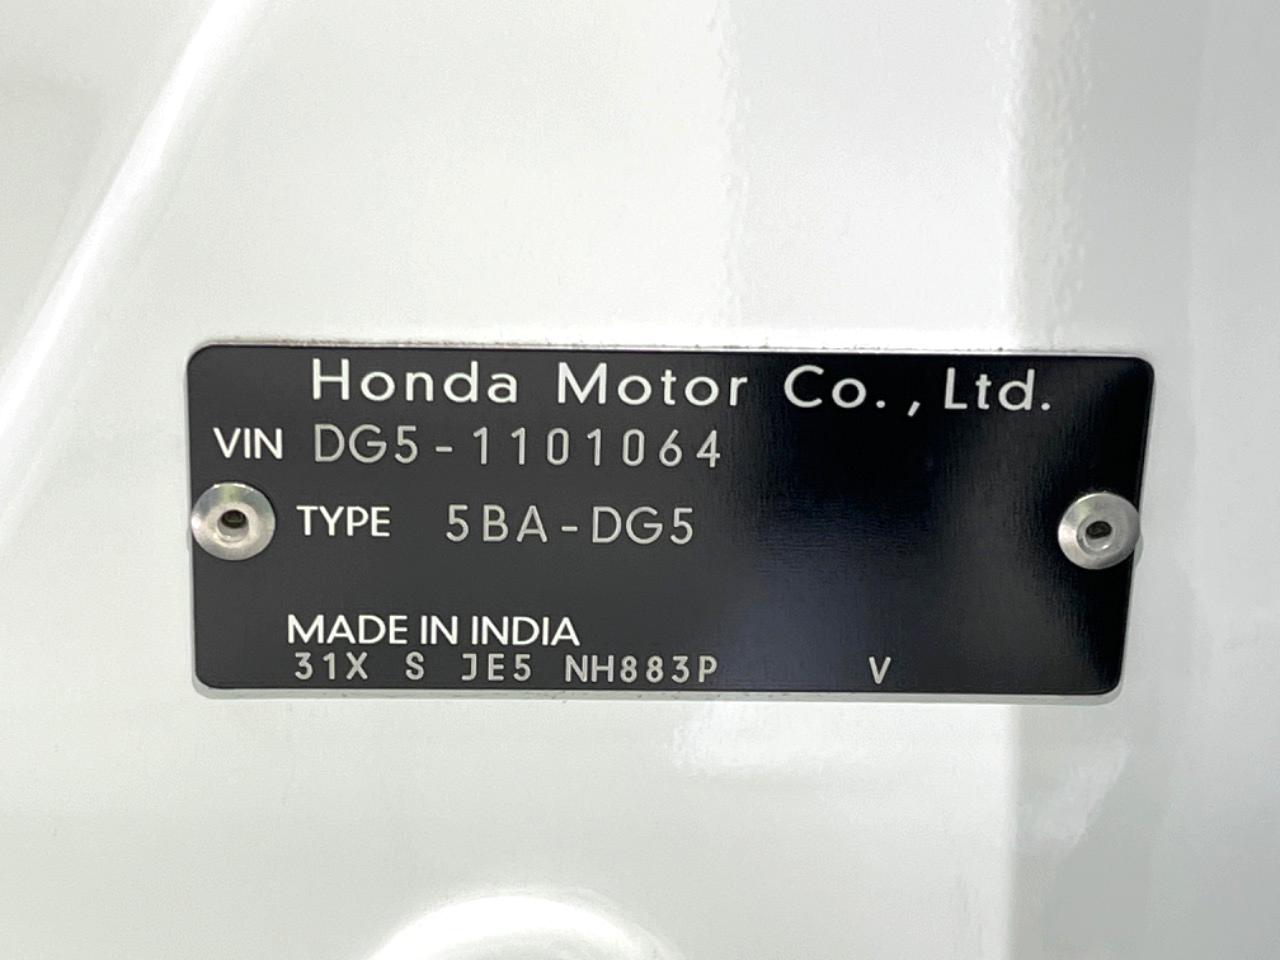 Honda Motor Co., Ltd.
VIN DG5-1101064
TYPE 5BA-DG5
MADE IN INDIA
31X S JE5 NH883P V